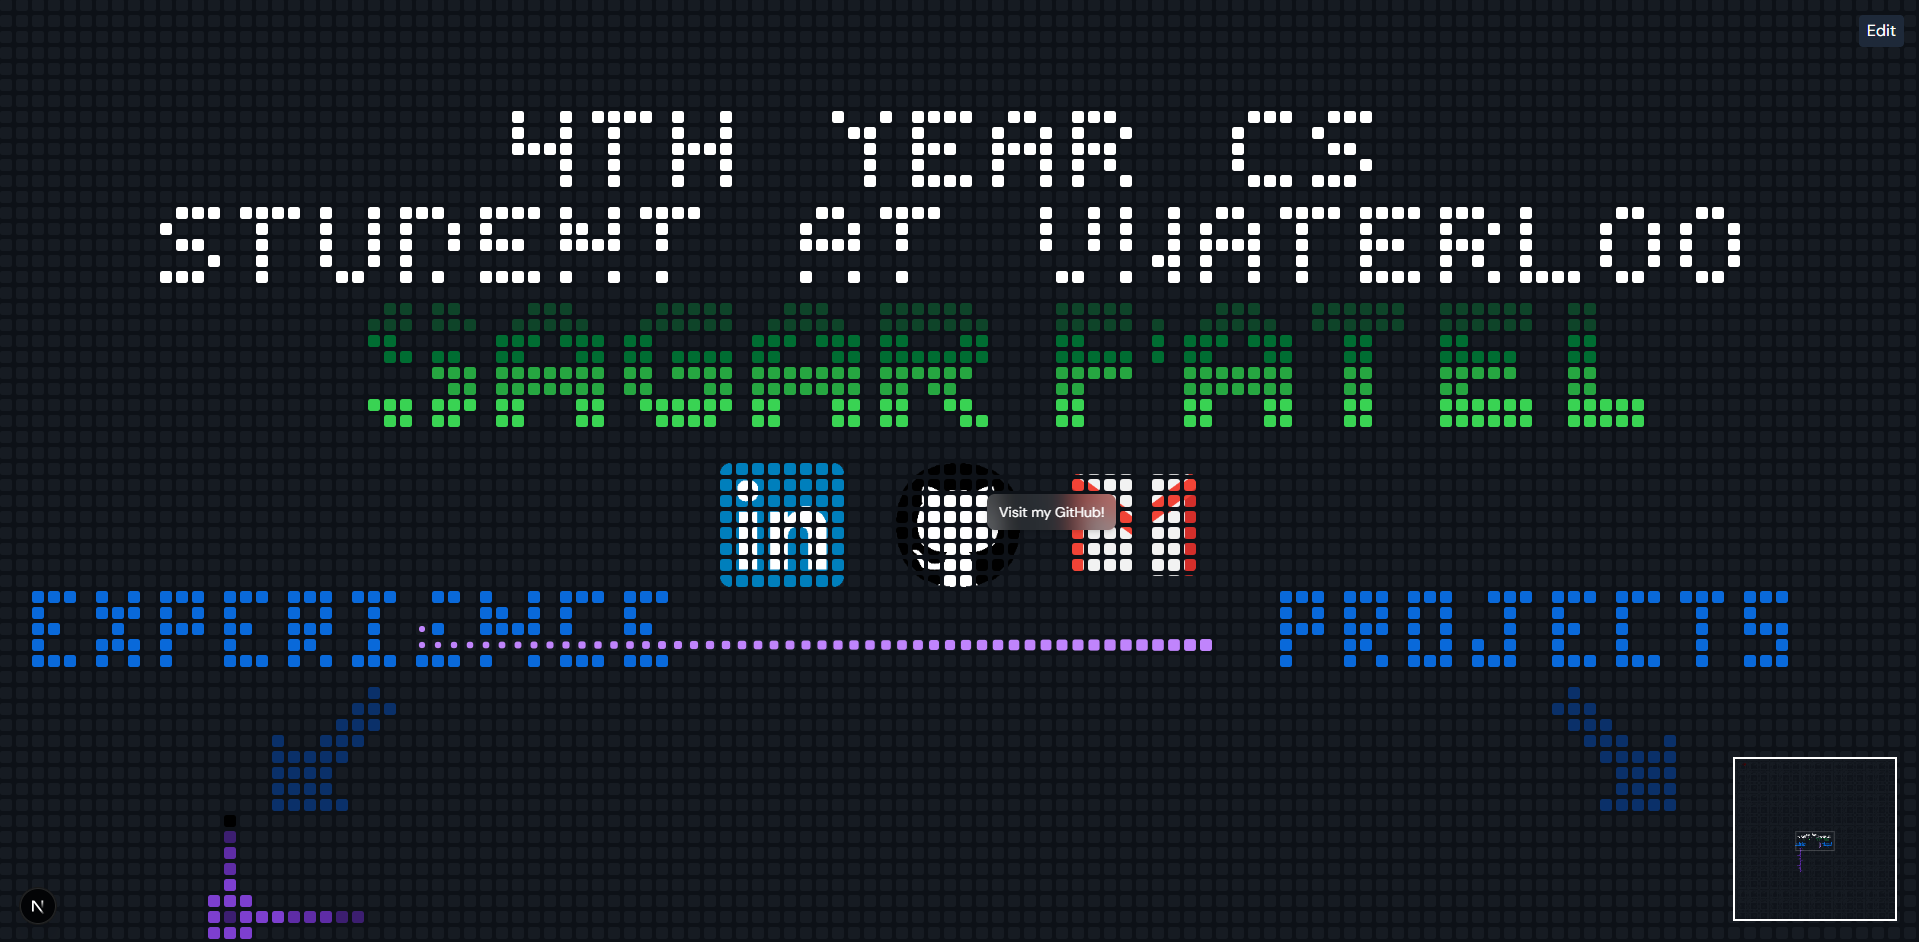 Edit
4TH YEAR CS
STUDENT AT WATERLOO
SAGAR PATEL
in
Visit my GitHub!
EXPERIENCE
PROJECTS
N